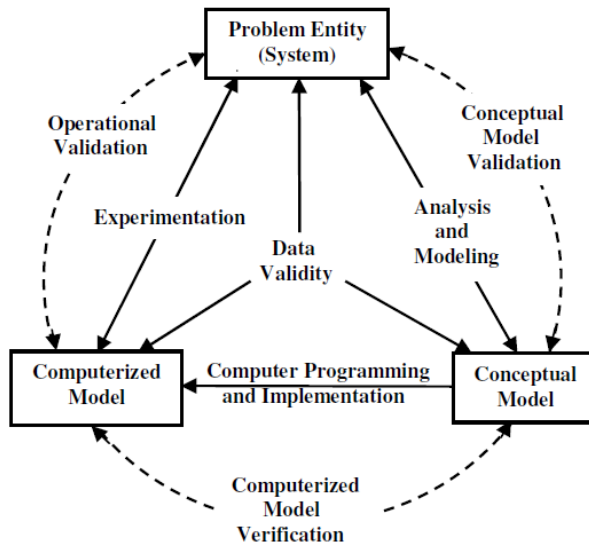 Problem Entity
(System)
Operational
Validation
Conceptual
Model
Validation
Experimentation
Analysis
and
Modeling
Data
Validity
Computerized
Model
Computer Programming
and Implementation
Conceptual
Model
Computerized
Model
Verification